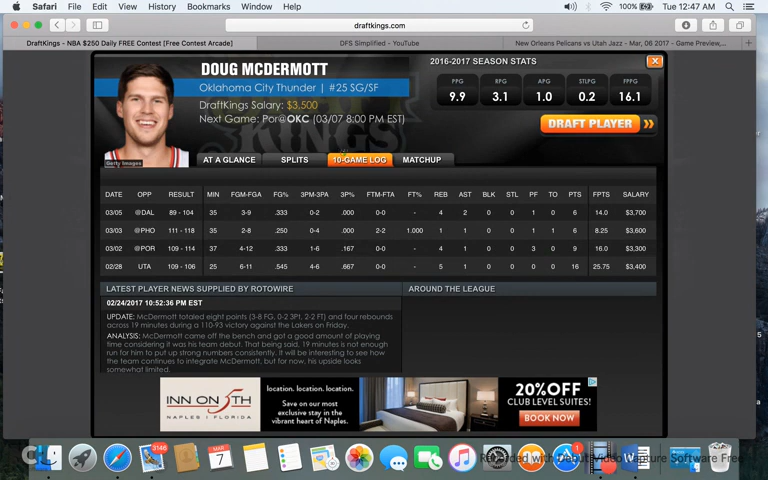 Safari File Edit View History Bookmarks Window Help 100% Tue 12:47 AM
draftkings.com
DraftKings - NBA $250 Daily FREE Contest [Free Contest Arcade] DFS Simplified - YouTube New Orleans Pelicans vs Utah Jazz - Mar, 06 2017 - Game Preview,...
DOUG MCDERMOTT
Oklahoma City Thunder | #25 SG/SF
DraftKings Salary: $3,500
Next Game: Por@OKC (03/07 8:00 PM EST)
Getty Images
2016-2017 SEASON STATS
PPG RPG APG STLPG FPPG
9.9 3.1 1.0 0.2 16.1
DRAFT PLAYER
AT A GLANCE SPLITS 10-GAME LOG MATCHUP
DATE OPP RESULT MIN FGM-FGA FG% 3PM-3PA 3P% FTM-FTA FT% REB AST BLK STL PF TO PTS FPTS SALARY
03/05 @DAL 89 - 104 35 3-9 .333 0-2 .000 0-0 - 4 2 0 0 1 0 6 14.0 $3,700
03/03 @PHO 111 - 118 35 2-8 .250 0-4 .000 2-2 1.000 1 1 0 0 1 1 6 8.25 $3,600
03/02 @POR 109 - 114 37 4-12 .333 1-6 .167 0-0 - 4 1 0 0 3 0 9 16.0 $3,300
02/28 UTA 109 - 106 25 6-11 .545 4-6 .667 0-0 - 5 1 0 0 0 0 16 25.75 $3,400
LATEST PLAYER NEWS SUPPLIED BY ROTOWIRE
02/24/2017 10:52:36 PM EST
UPDATE: McDermott totaled eight points (3-8 FG, 0-2 3Pt, 2-2 FT) and four rebounds
across 19 minutes during a 110-93 victory against the Lakers on Friday.
ANALYSIS: McDermott came off the bench and got a good amount of playing
time considering it was his team debut. That being said, 19 minutes is not enough
run for him to put up strong numbers consistently. It will be interesting to see how
the team continues to integrate McDermott, but for now, his upside looks
somewhat limited.
AROUND THE LEAGUE
INN ON 5TH
NAPLES FLORIDA
location. location. location.
Save on our most
exclusive stay in the
vibrant heart of Naples.
20% OFF
CLUB LEVEL SUITES!
BOOK NOW
3146
MAR
7
1
Recorded with Debut Video Capture Software Free